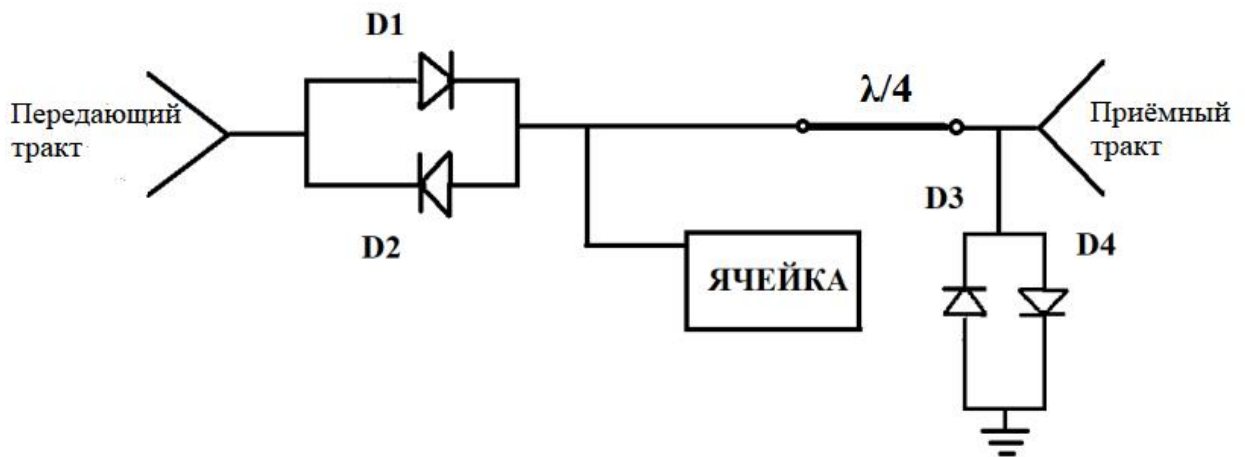 D1
λ/4
Передающий
тракт
Приёмный
тракт
D3
D2
D4
ЯЧЕЙКА